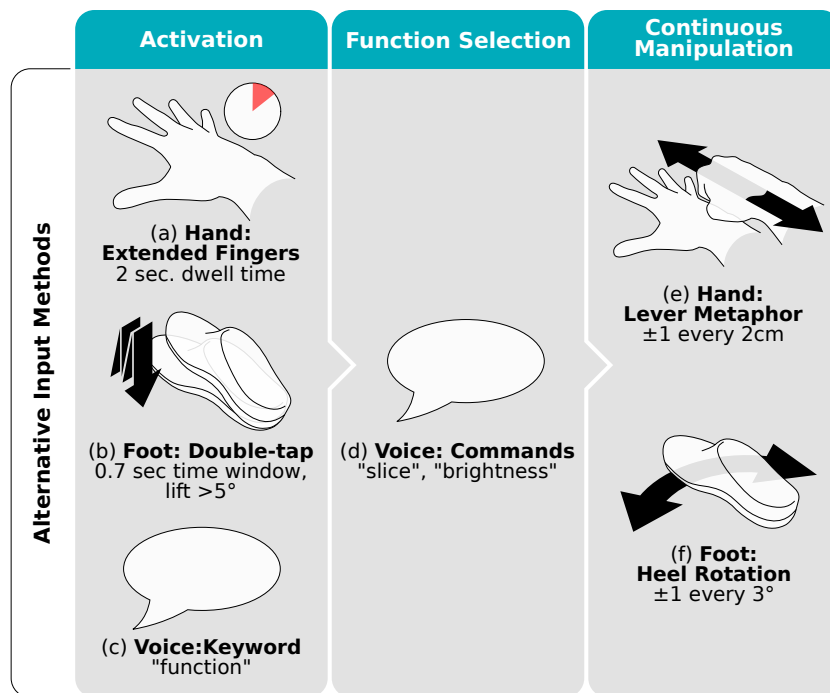 Activation
Function Selection
Continuous
Manipulation
Alternative Input Methods
(a) Hand:
Extended Fingers
2 sec. dwell time
(b) Foot: Double-tap
0.7 sec time window,
lift >5°
(c) Voice:Keyword
"function"
(d) Voice: Commands
"slice", "brightness"
(e) Hand:
Lever Metaphor
±1 every 2cm
(f) Foot:
Heel Rotation
±1 every 3°